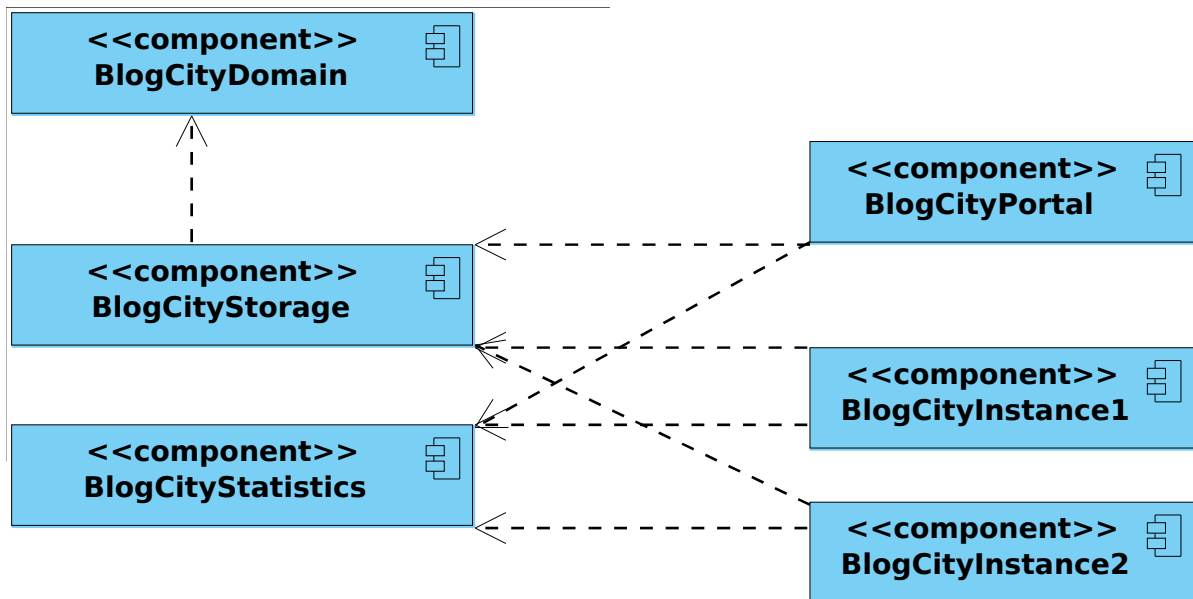 <<component>>
BlogCityDomain
<<component>>
BlogCityPortal
<<component>>
BlogCityStorage
<<component>>
BlogCityInstance1
<<component>>
BlogCityStatistics
<<component>>
BlogCityInstance2